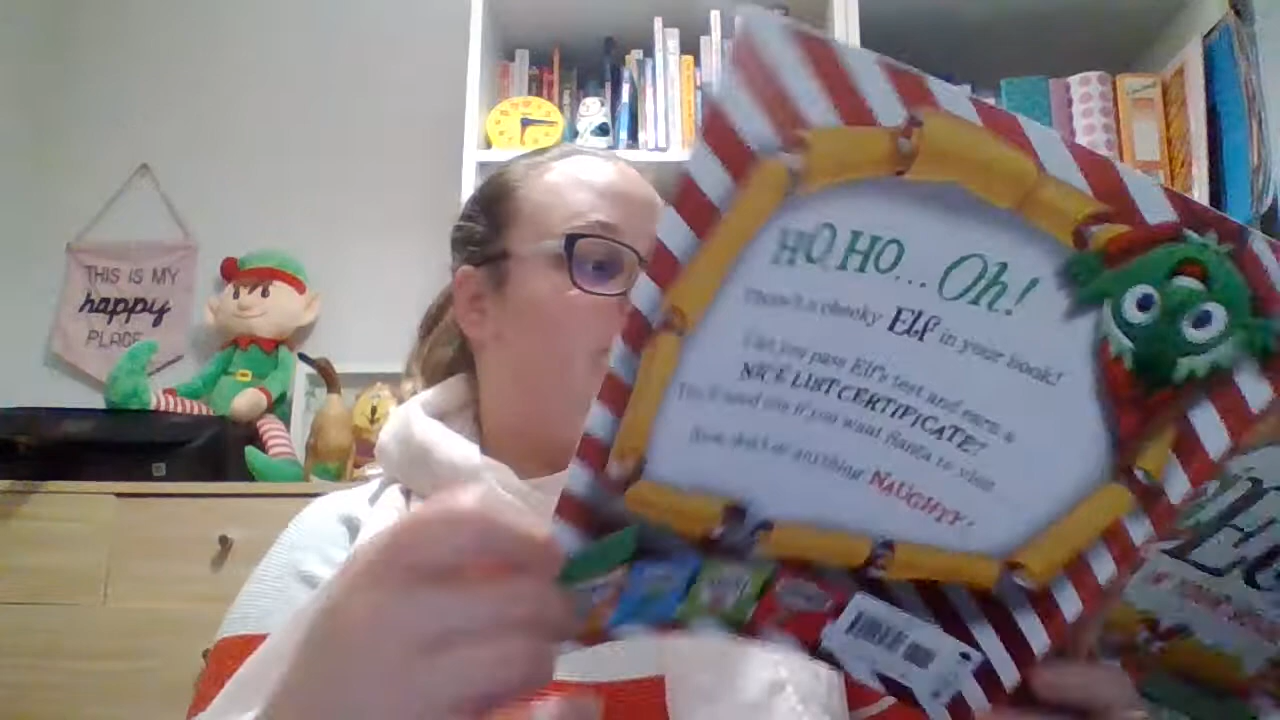 THIS IS MY
happy
PLACE
HO HO... Oh!
There's a cheeky Elf in your book!
Can you pass Elf's test and earn a
NICE LIST CERTIFICATE?
You'll need one if you want Santa to visit.
Now don't do anything NAUGHTY.